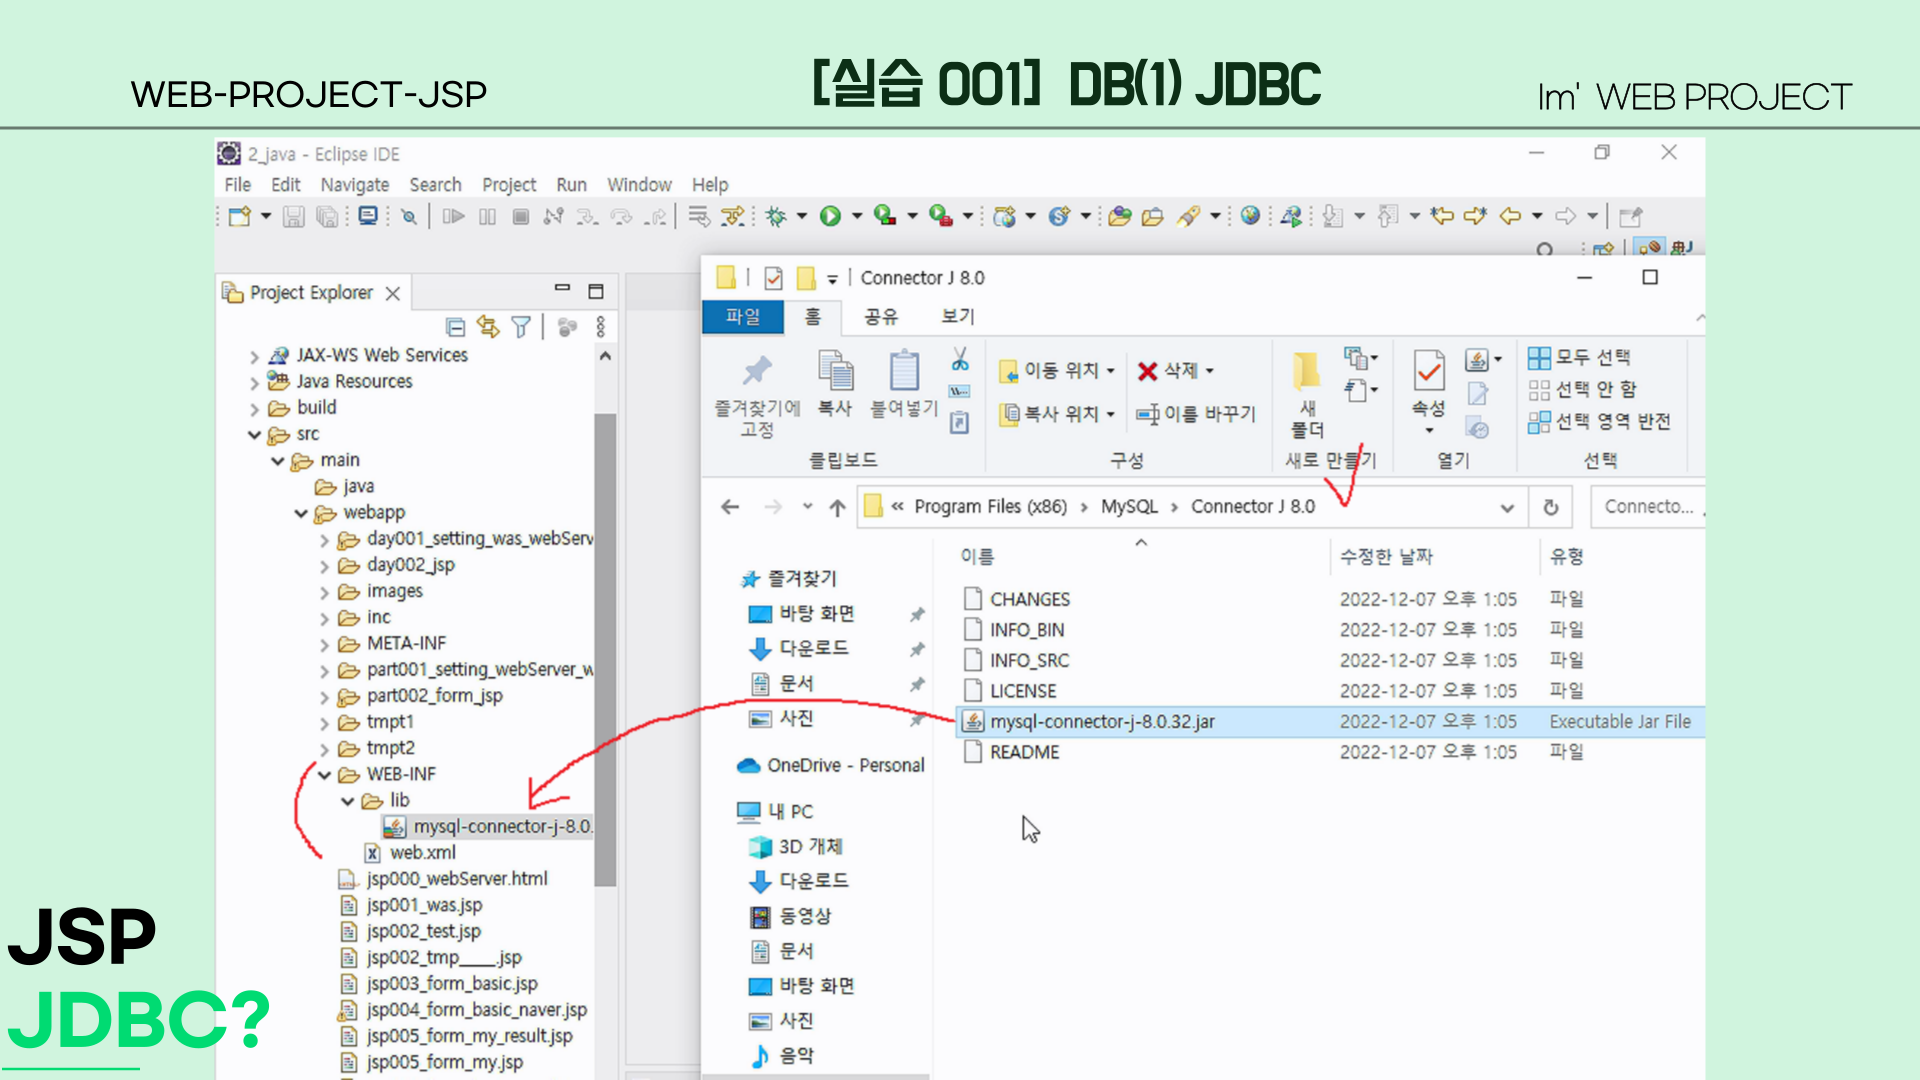 WEB-PROJECT-JSP
[실습 001] DB(1) JDBC
Im' WEB PROJECT
2_java - Eclipse IDE
File Edit Navigate Search Project Run Window Help
Project Explorer
JAX-WS Web Services
Java Resources
build
src
main
java
webapp
day001_setting_was_webServ
day002_jsp
images
inc
META-INF
part001_setting_webServer_w
part002_form_jsp
tmpt1
tmpt2
WEB-INF
lib
mysql-connector-j-8.0.
web.xml
jsp000_webServer.html
jsp001_was.jsp
jsp002_test.jsp
jsp002_tmp____.jsp
jsp003_form_basic.jsp
jsp004_form_basic_naver.jsp
jsp005_form_my_result.jsp
jsp005_form_my.jsp
Connector J 8.0
파일 홈 공유 보기
즐겨찾기에 고정
복사
붙여넣기
클립보드
이동 위치
복사 위치
삭제
이름 바꾸기
구성
새 폴더
새로 만들기
속성
열기
모두 선택
선택 안 함
선택 영역 반전
선택
« Program Files (x86) › MySQL › Connector J 8.0
Connecto...
즐겨찾기
바탕 화면
다운로드
문서
사진
OneDrive - Personal
내 PC
3D 개체
다운로드
동영상
문서
바탕 화면
사진
음악
이름 수정한 날짜 유형
CHANGES 2022-12-07 오후 1:05 파일
INFO_BIN 2022-12-07 오후 1:05 파일
INFO_SRC 2022-12-07 오후 1:05 파일
LICENSE 2022-12-07 오후 1:05 파일
mysql-connector-j-8.0.32.jar 2022-12-07 오후 1:05 Executable Jar File
README 2022-12-07 오후 1:05 파일
JSP
JDBC?